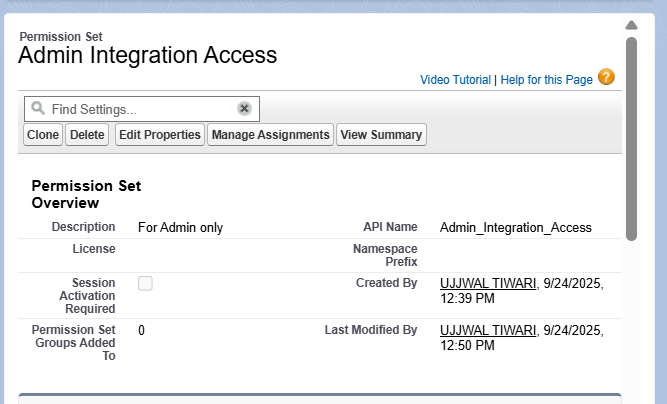 Permission Set
Admin Integration Access
Video Tutorial | Help for this Page ?
Find Settings...
Clone Delete Edit Properties Manage Assignments View Summary
Permission Set
Overview
Description For Admin only API Name Admin_Integration_Access
License Namespace
Prefix
Session Created By UJJWAL TIWARI, 9/24/2025,
Activation 12:39 PM
Required
Permission Set 0 Last Modified By UJJWAL TIWARI, 9/24/2025,
Groups Added 12:50 PM
To